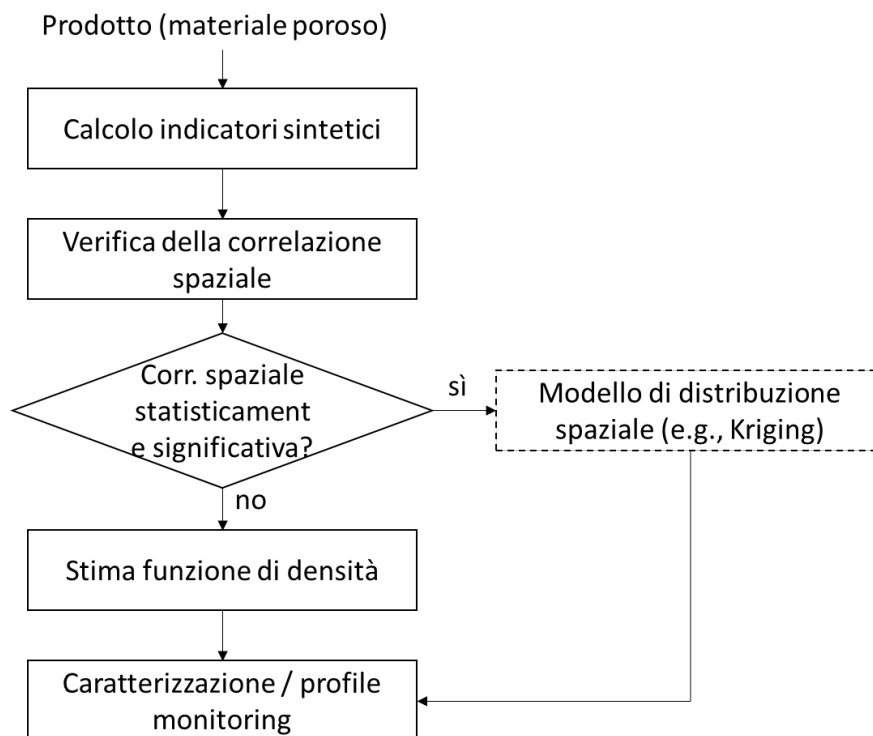 Prodotto (materiale poroso)
Calcolo indicatori sintetici
Verifica della correlazione
spaziale
Corr. spaziale
statisticament
e significativa?
sì
Modello di distribuzione
spaziale (e.g., Kriging)
no
Stima funzione di densità
Caratterizzazione / profile
monitoring